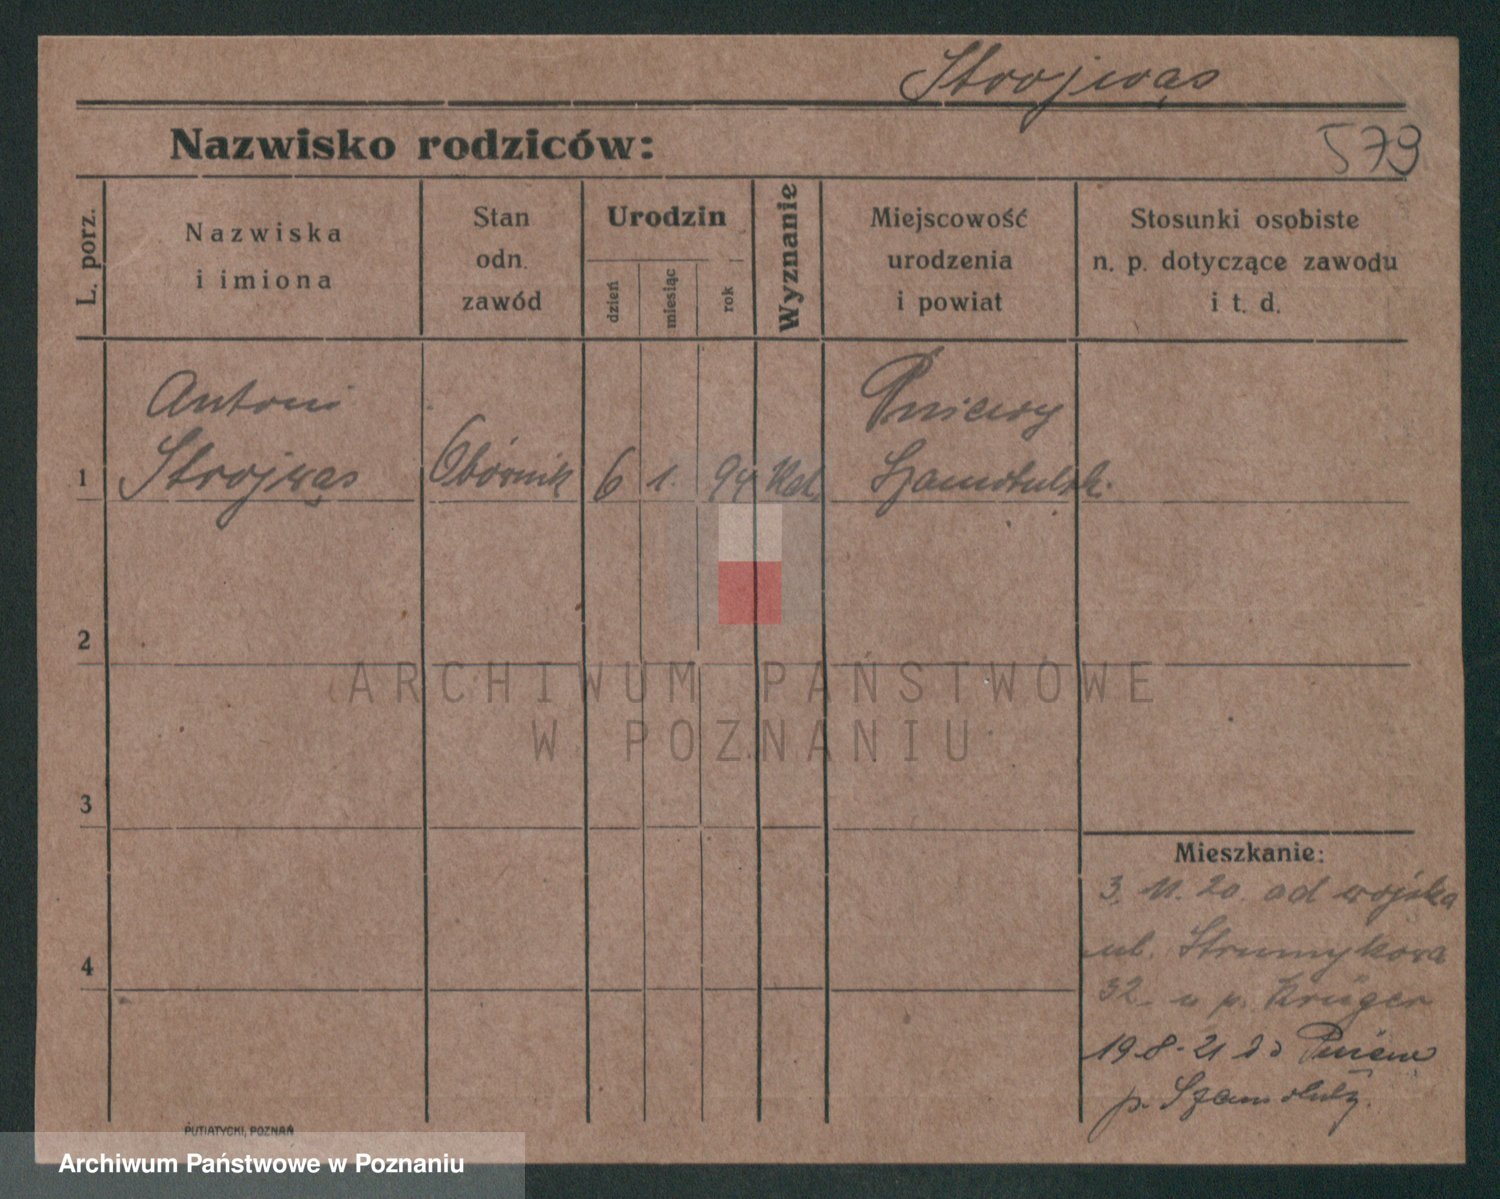 Strojwąs
Nazwisko rodziców:
579
L. porz.
Nazwiska
i imiona
Stan
odn.
zawód
Urodzin
dzień
miesiąc
rok
Wyznanie
Miejscowość
urodzenia
i powiat
Stosunki osobiste
n. p. dotyczące zawodu
i t. d.
Antoni
Pniewy
1 Strojwąs 6 1. 94 Kat. Szamotulsk.
2
ARCHIWUM PAŃSTWOWE
W POZNANIU
3
Mieszkanie:
3. 11. 20. od wojska
ul. Strumykova
4
32. u p. Krüger
19-8-21 do Pniew
p. Szamotuły.
PUTIATYCKI, POZNAŃ
Archiwum Państwowe w Poznaniu